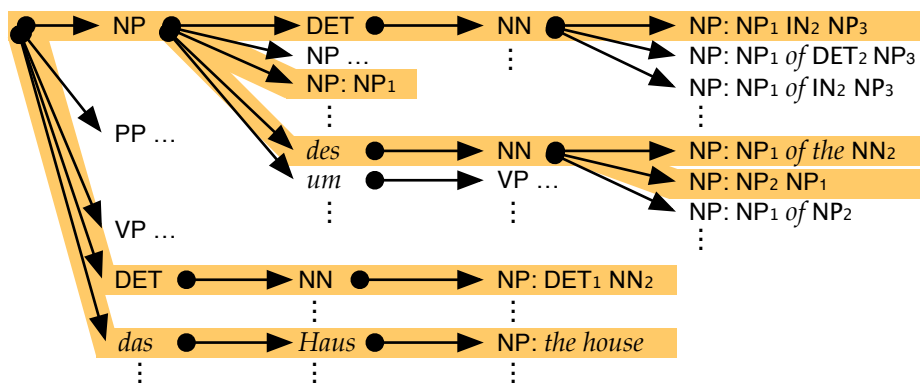 NP DET NN NP: NP1 IN2 NP3
NP … ⋮ NP: NP1 of DET2 NP3
NP: NP1 NP: NP1 of IN2 NP3
⋮ ⋮
PP … des NN NP: NP1 of the NN2
um VP … NP: NP2 NP1
⋮ ⋮ NP: NP1 of NP2
VP … ⋮
DET NN NP: DET1 NN2
⋮ ⋮
das Haus NP: the house
⋮ ⋮ ⋮